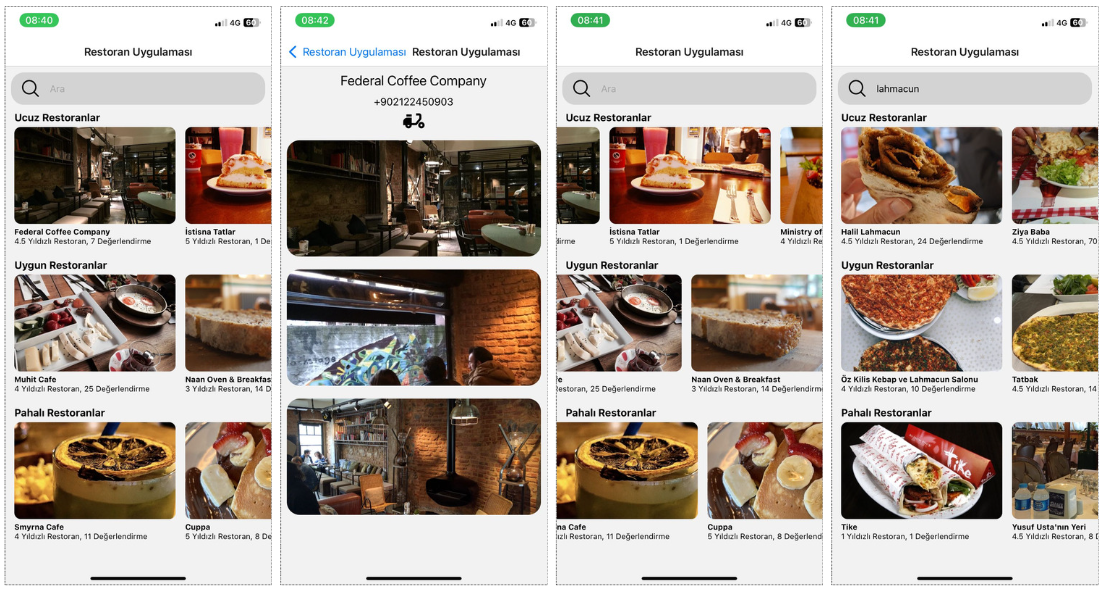 08:40
4G 60
Restoran Uygulaması
Ara
Ucuz Restoranlar
Federal Coffee Company
4.5 Yıldızlı Restoran, 7 Değerlendirme
İstisna Tatlar
5 Yıldızlı Restoran, 1 De
Uygun Restoranlar
Muhit Cafe
4 Yıldızlı Restoran, 25 Değerlendirme
Naan Oven & Breakfas
3 Yıldızlı Restoran, 14 D
Pahalı Restoranlar
Smyrna Cafe
4 Yıldızlı Restoran, 11 Değerlendirme
Cuppa
5 Yıldızlı Restoran, 8 De
08:42
4G 60
Restoran Uygulaması Restoran Uygulaması
Federal Coffee Company
+902122450903
08:41
4G 60
Restoran Uygulaması
Ara
Ucuz Restoranlar
irme
İstisna Tatlar
5 Yıldızlı Restoran, 1 Değerlendirme
Ministry of
4 Yıldızlı Re
Uygun Restoranlar
fe
oran, 25 Değerlendirme
Naan Oven & Breakfast
3 Yıldızlı Restoran, 14 Değerlendirme
Pahalı Restoranlar
na Cafe
dızlı Restoran, 11 Değerlendirme
Cuppa
5 Yıldızlı Restoran, 8 Değerlend
08:41
4G 60
Restoran Uygulaması
lahmacun
Ucuz Restoranlar
Halil Lahmacun
4.5 Yıldızlı Restoran, 24 Değerlendirme
Ziya Baba
4.5 Yıldızlı Restoran, 70
Uygun Restoranlar
Öz Kilis Kebap ve Lahmacun Salonu
4 Yıldızlı Restoran, 10 Değerlendirme
Tatbak
4.5 Yıldızlı Restoran, 14
Pahalı Restoranlar
Tike
Tike
1 Yıldızlı Restoran, 1 Değerlendirme
Yusuf Usta'nın Yeri
4.5 Yıldızlı Restoran, 8 D